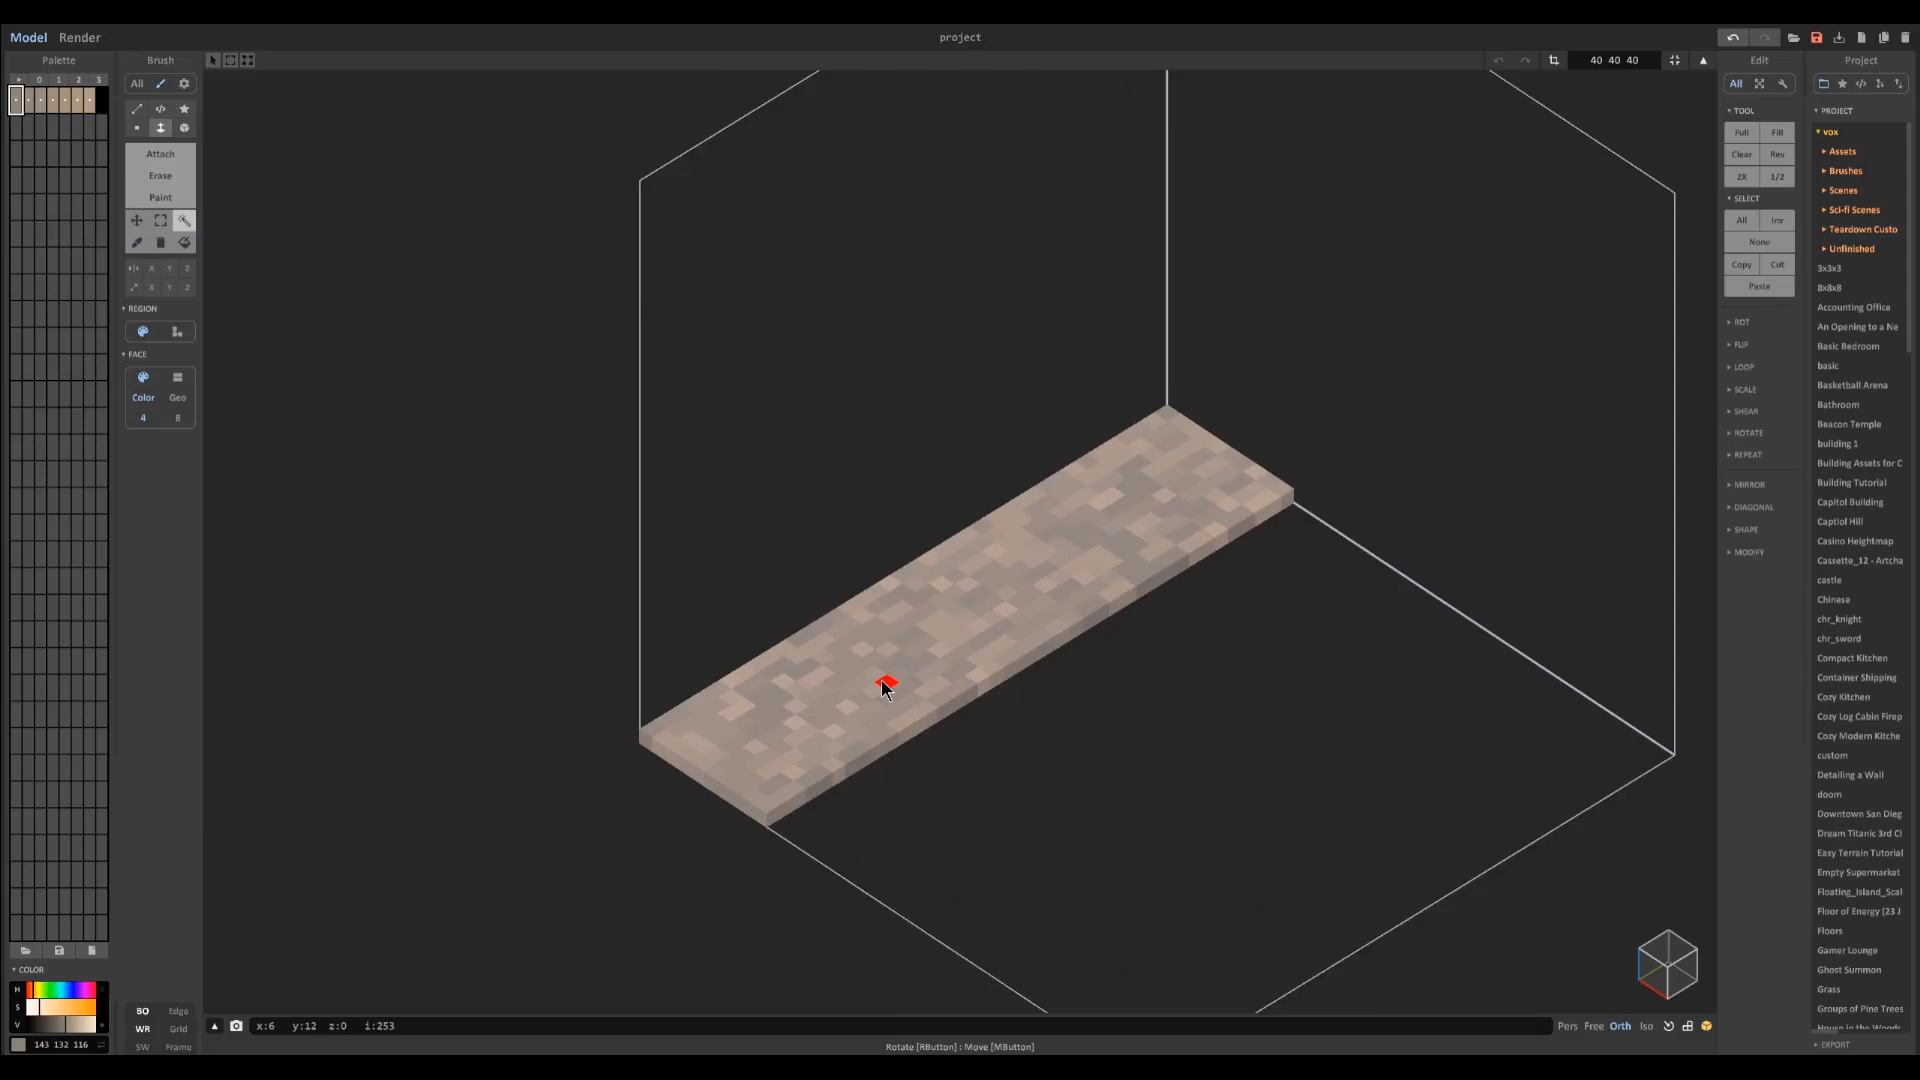 Model Render
project
Palette
Brush
40 40 40
Edit
Project
0 1 2 3
All
All
TOOL
PROJECT
Full Fill
Clear Rev
2X 1/2
SELECT
All Inv
None
Copy Cut
Paste
ROT
FLIP
LOOP
SCALE
SHEAR
ROTATE
REPEAT
MIRROR
DIAGONAL
SHAPE
MODIFY
Attach
Erase
Paint
X Y Z
X Y Z
REGION
FACE
Color Geo
4 8
vox
Assets
Brushes
Scenes
Sci-fi Scenes
Teardown Custo
Unfinished
3x3x3
8x8x8
Accounting Office
An Opening to a Ne
Basic Bedroom
basic
Basketball Arena
Bathroom
Beacon Temple
building 1
Building Assets for C
Building Tutorial
Capitol Building
Captiol Hill
Casino Heightmap
Cassette_12 - Artcha
castle
Chinese
chr_knight
chr_sword
Compact Kitchen
Container Shipping
Cozy Kitchen
Cozy Log Cabin Firep
Cozy Modern Kitche
custom
Detailing a Wall
doom
Downtown San Dieg
Dream Titanic 3rd Cl
Easy Terrain Tutorial
Empty Supermarket
Floating_Island_Scal
Floor of Energy (23 J
Floors
Gamer Lounge
Ghost Summon
Grass
Groups of Pine Trees
House in the Woods
EXPORT
COLOR
H
S
V
143 132 116
BO Edge
WR Grid
SW Frame
x:6 y:12 z:0 i:253
Pers Free Orth Iso
Rotate [RButton] : Move [MButton]